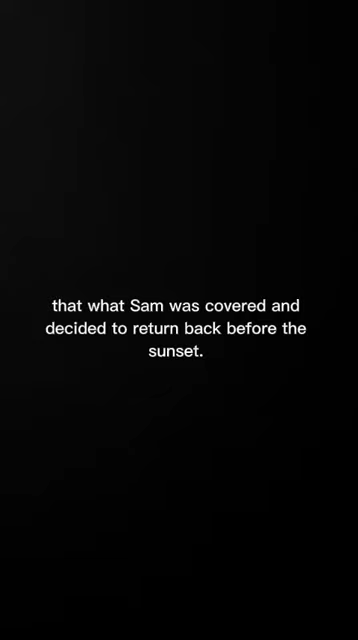 that what Sam was covered and
decided to return back before the
sunset.